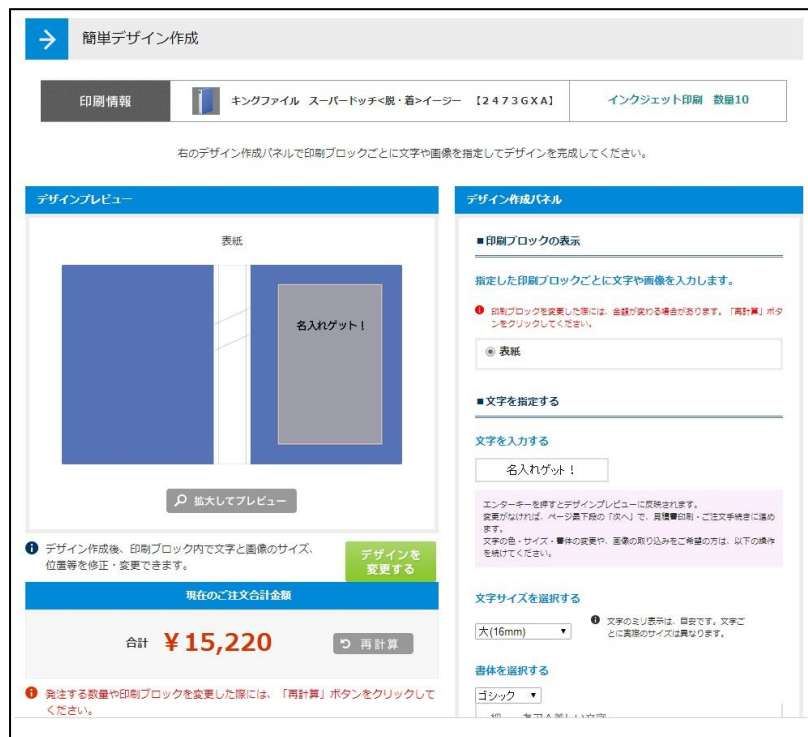 簡単デザイン作成
印刷情報
キングファイル スーパードッチ<脱・着>イージー 【2473GXA】
インクジェット印刷 数量10
右のデザイン作成パネルで印刷ブロックごとに文字や画像を指定してデザインを完成してください。
デザインプレビュー
表紙
名入れゲット！
拡大してプレビュー
デザイン作成後、印刷ブロック内で文字と画像のサイズ、
位置等を修正・変更できます。
デザインを
変更する
現在のご注文合計金額
合計 ¥15,220
再計算
発注する数量や印刷ブロックを変更した際には、「再計算」ボタンをクリックして
ください。
デザイン作成パネル
■印刷ブロックの表示
指定した印刷ブロックごとに文字や画像を入力します。
印刷ブロックを変更した際には、金額が変わる場合があります。「再計算」ボタ
ンをクリックしてください。
表紙
■文字を指定する
文字を入力する
名入れゲット！
エンターキーを押すとデザインプレビューに反映されます。
変更がなければ、ページ最下段の「次へ」で、見積書印刷・ご注文手続きに進め
ます。
文字の色・サイズ・書体の変更や、画像の取り込みをご希望の方は、以下の操作
を続けてください。
文字サイズを選択する
大(16mm)
文字のミリ表示は、目安です。文字ご
とに実際のサイズは異なります。
書体を選択する
ゴシック